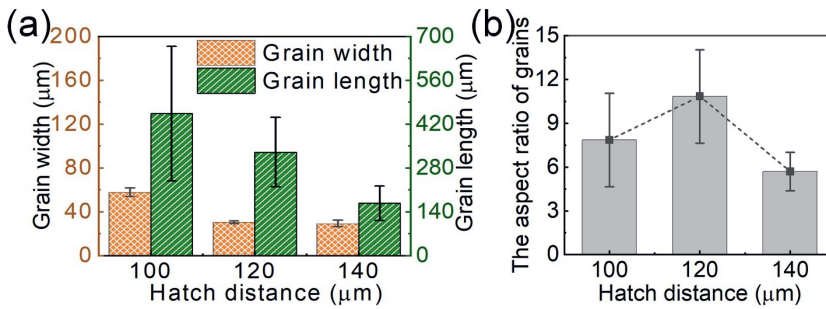 (a)
200
160
120
80
40
0
Grain width (μm)
Grain width
Grain length
700
560
420
280
140
0
Grain length (μm)
100 120 140
Hatch distance (μm)
(b)
15
12
9
6
3
0
The aspect ratio of grains
100 120 140
Hatch distance (μm)